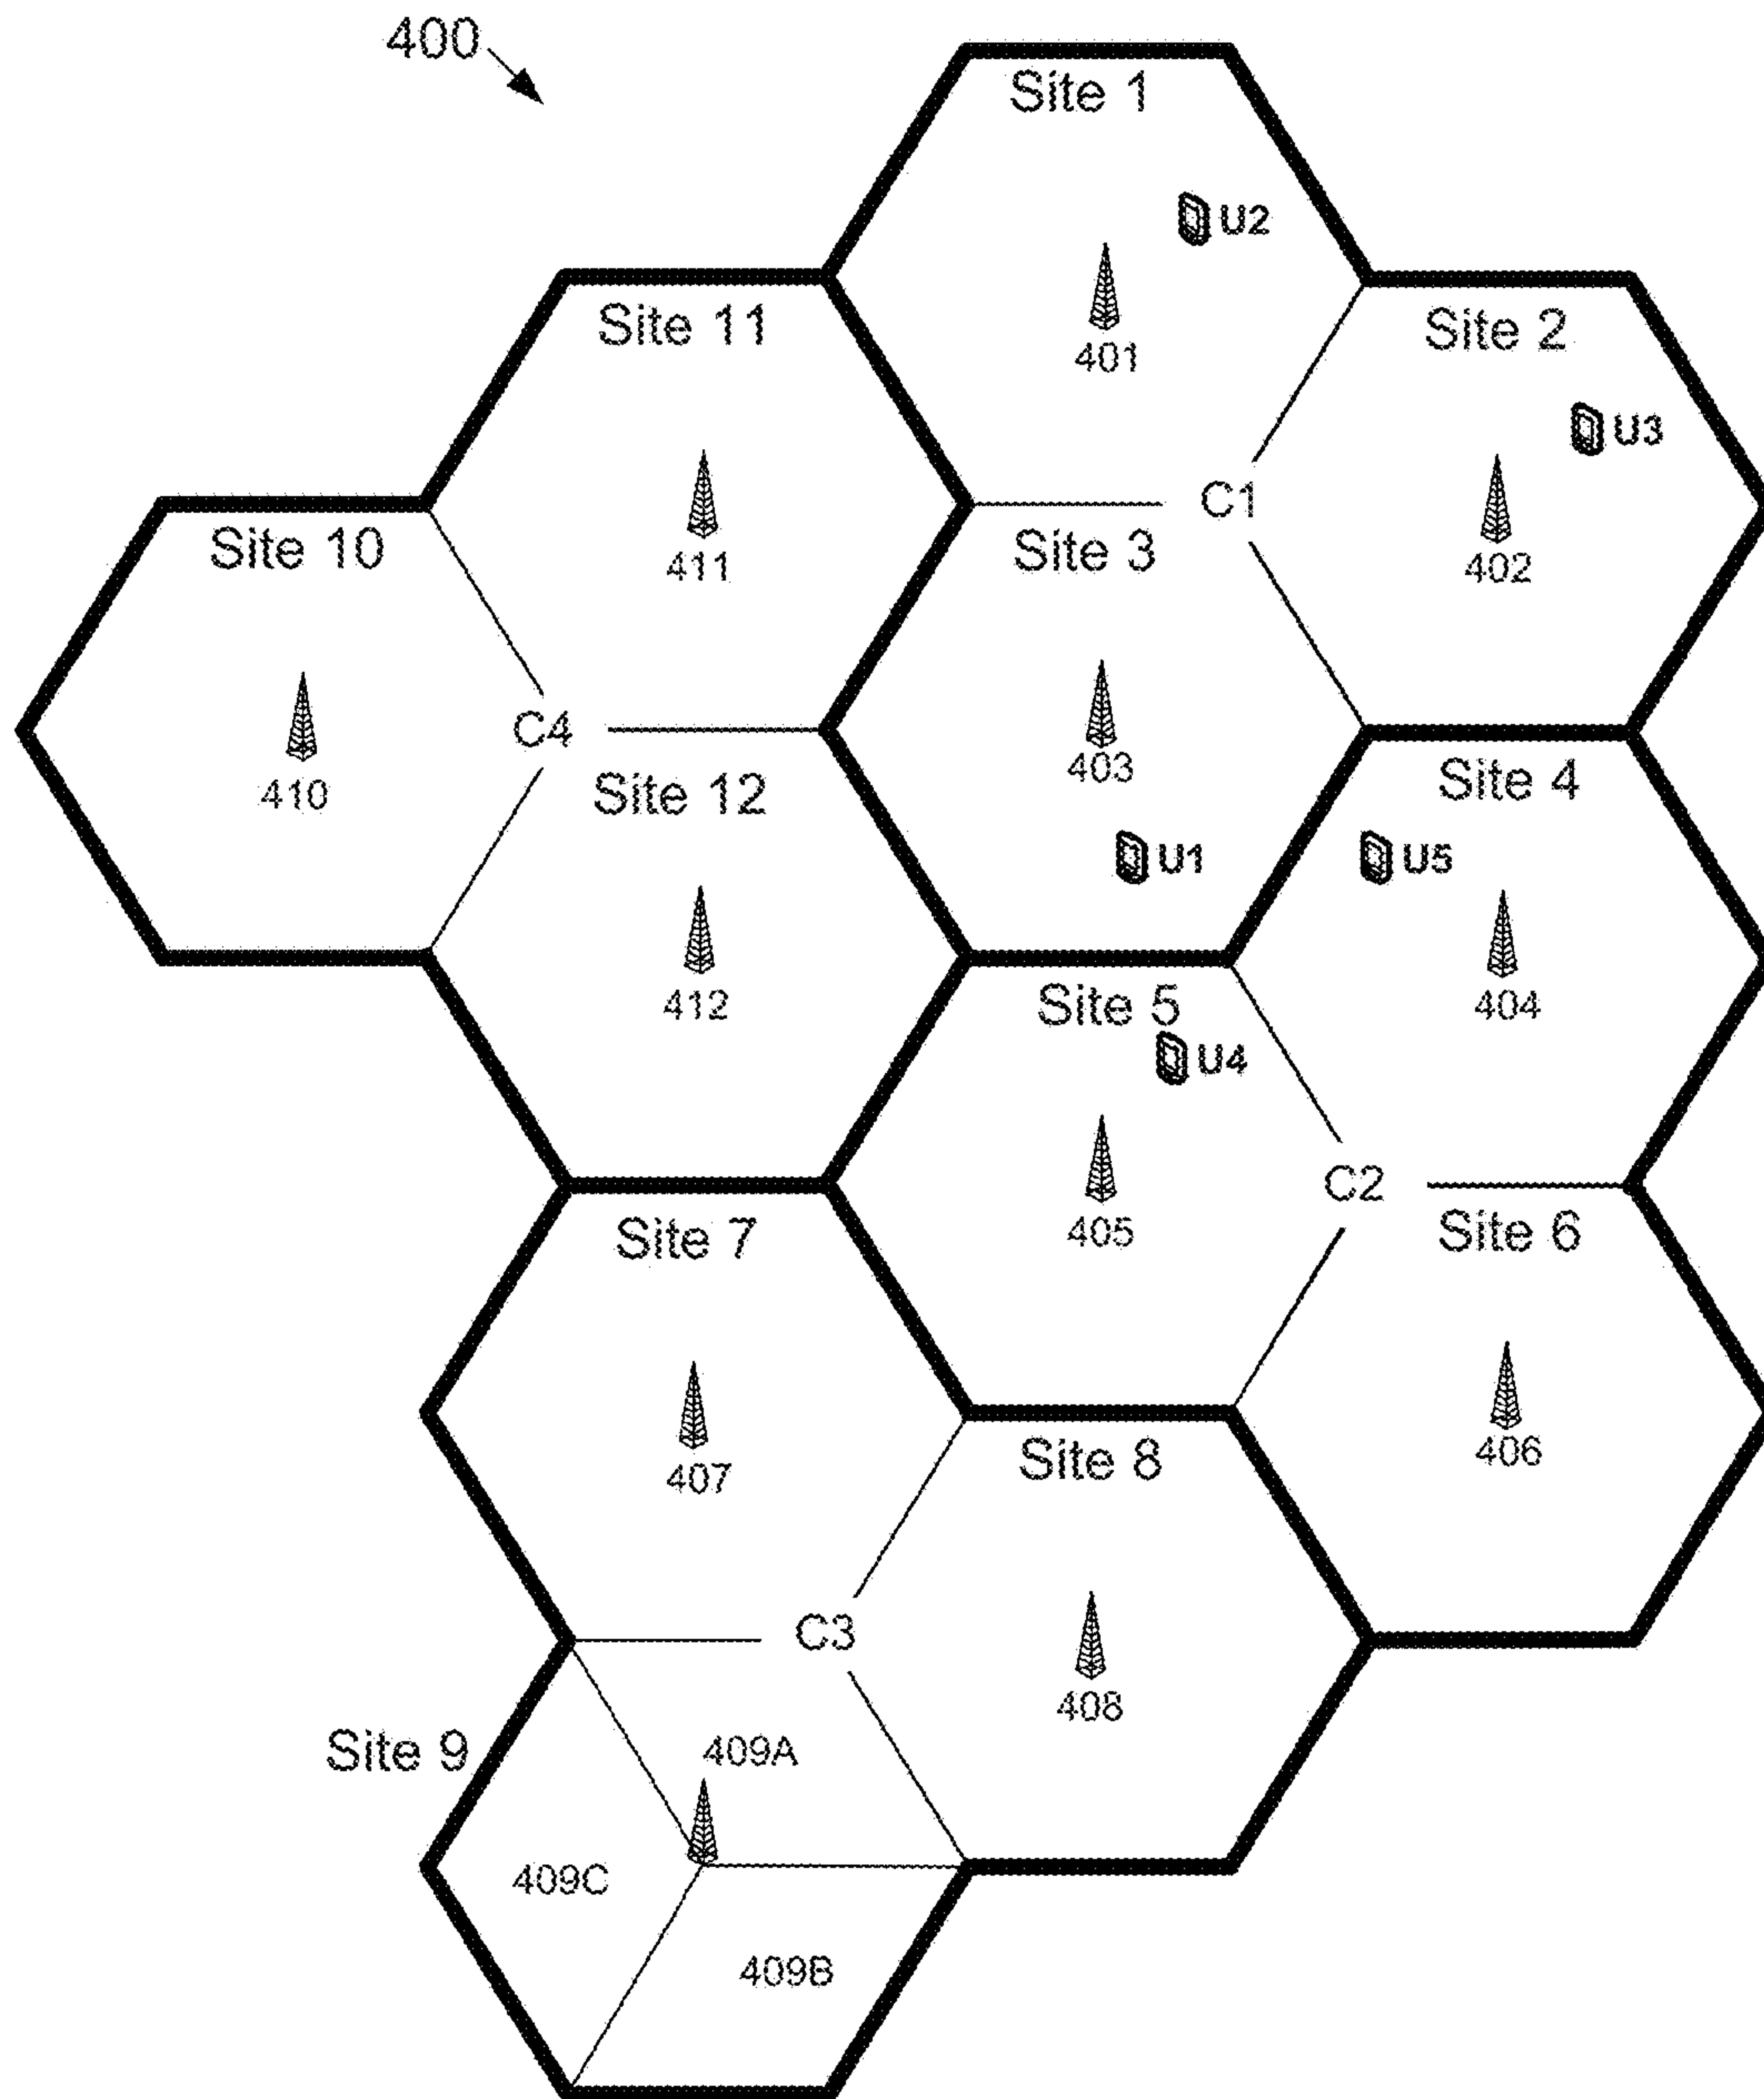 400
Site 1
U2
401
Site 11
Site 2
U3
C1
411
Site 10
Site 3
402
C4
403
410
Site 12
Site 4
U1
U5
412
Site 5
404
U4
C2
405
Site 7
Site 6
407
Site 8
406
C3
408
Site 9
409A
409C
409B